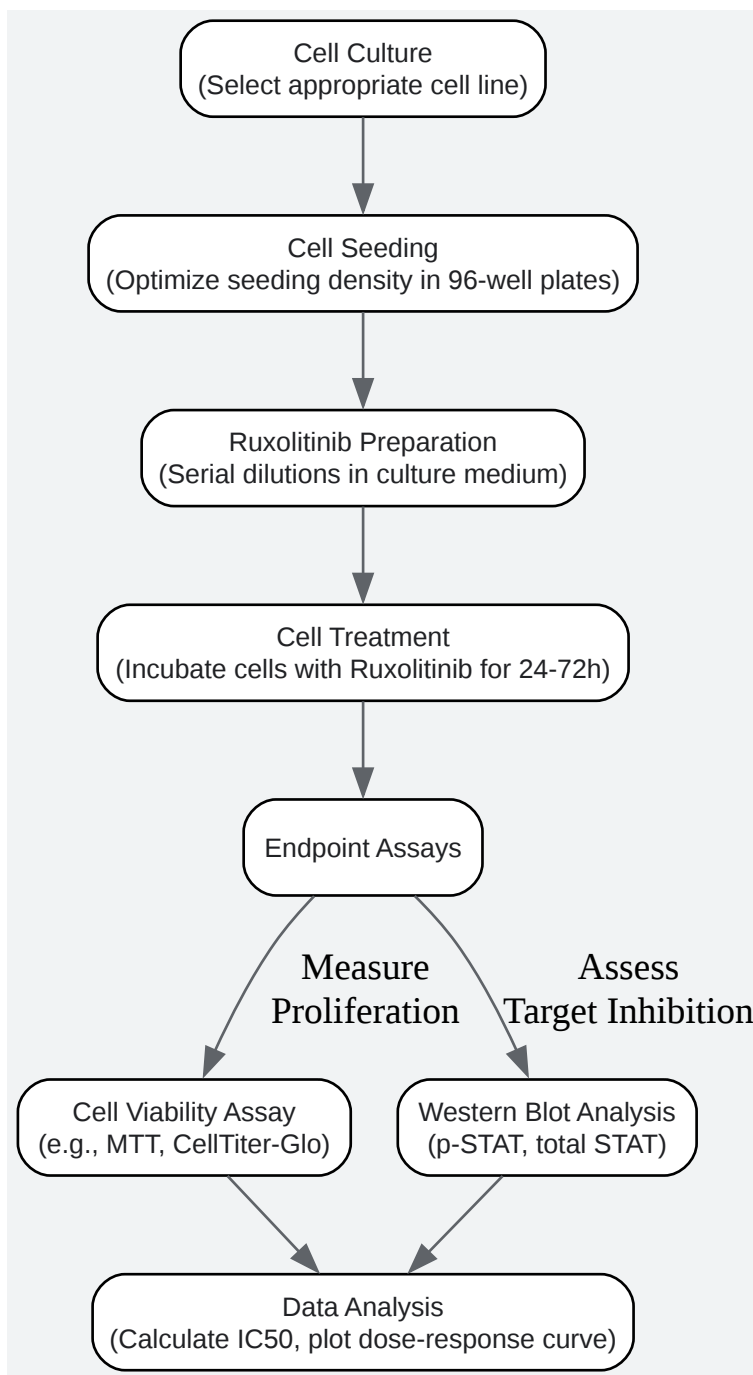 Cell Culture
(Select appropriate cell line)
Cell Seeding
(Optimize seeding density in 96-well plates)
Ruxolitinib Preparation
(Serial dilutions in culture medium)
Cell Treatment
(Incubate cells with Ruxolitinib for 24-72h)
Endpoint Assays
Measure
Proliferation
Assess
Target Inhibition
Cell Viability Assay
(e.g., MTT, CellTiter-Glo)
Western Blot Analysis
(p-STAT, total STAT)
Data Analysis
(Calculate IC50, plot dose-response curve)